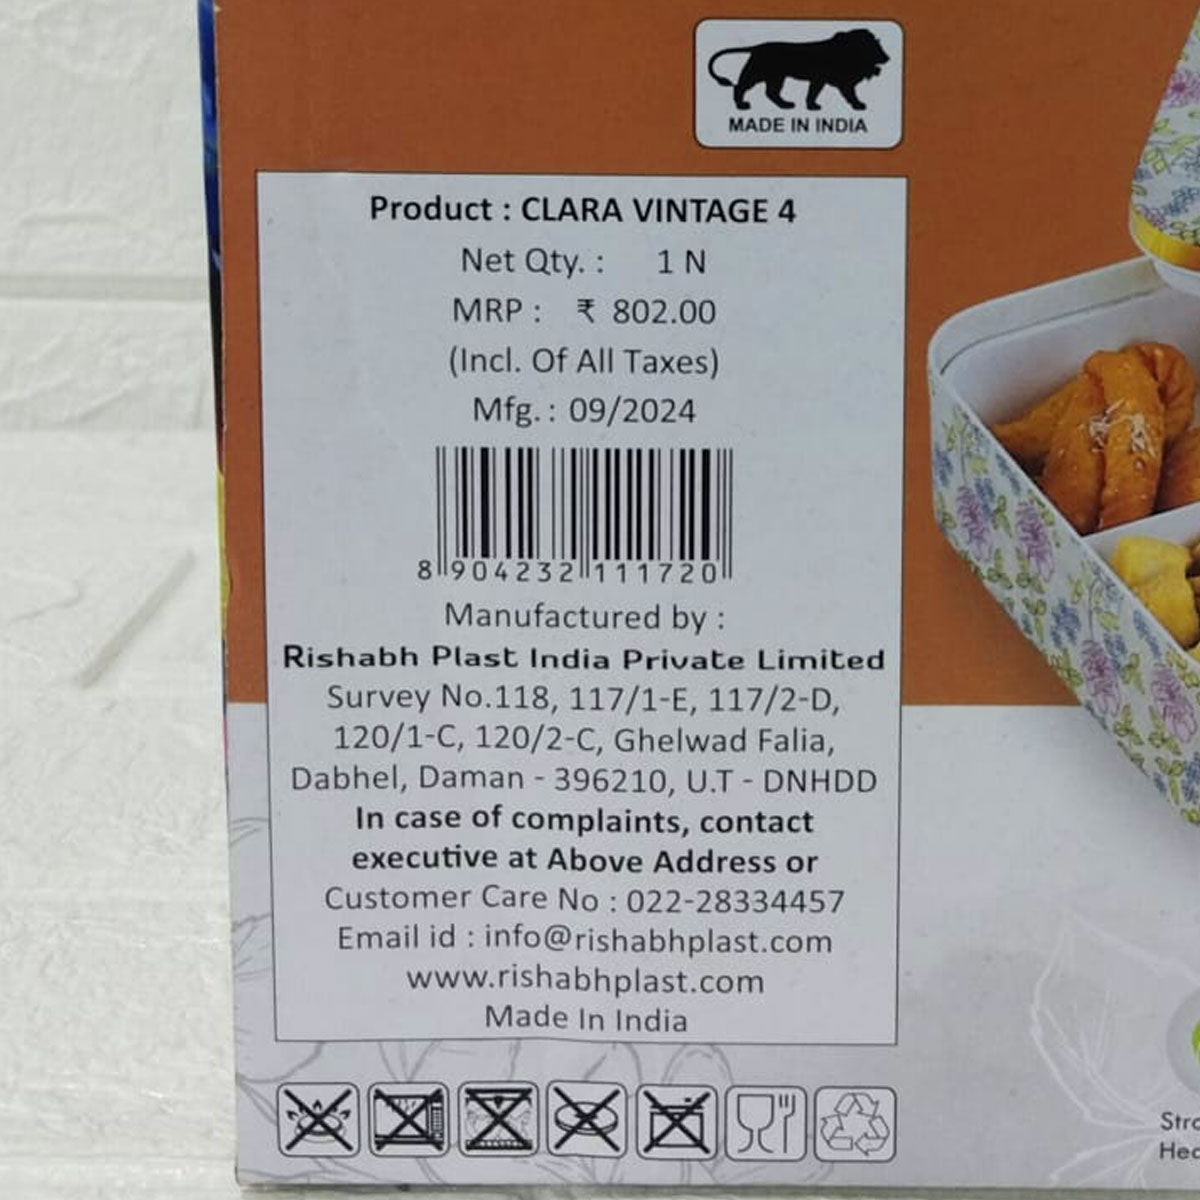 MADE IN INDIA
Product : CLARA VINTAGE 4
Net Qty. : 1 N
MRP : ₹ 802.00
(Incl. Of All Taxes)
Mfg. : 09/2024
8 904232 111720
Manufactured by :
Rishabh Plast India Private Limited
Survey No.118, 117/1-E, 117/2-D,
120/1-C, 120/2-C, Ghelwad Falia,
Dabhel, Daman - 396210, U.T - DNHDD
In case of complaints, contact
executive at Above Address or
Customer Care No : 022-28334457
Email id : info@rishabhplast.com
www.rishabhplast.com
Made In India